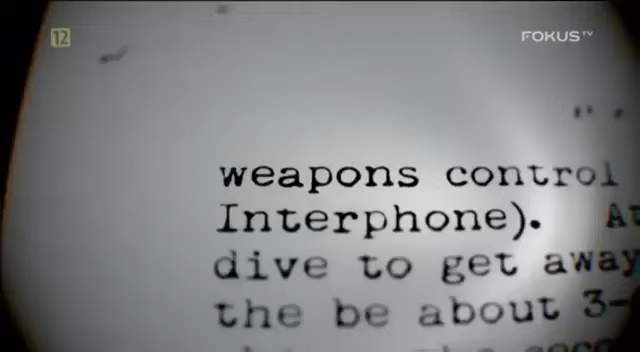 12
FOKUS TV
weapons control
Interphone). At
dive to get away
the be about 3-